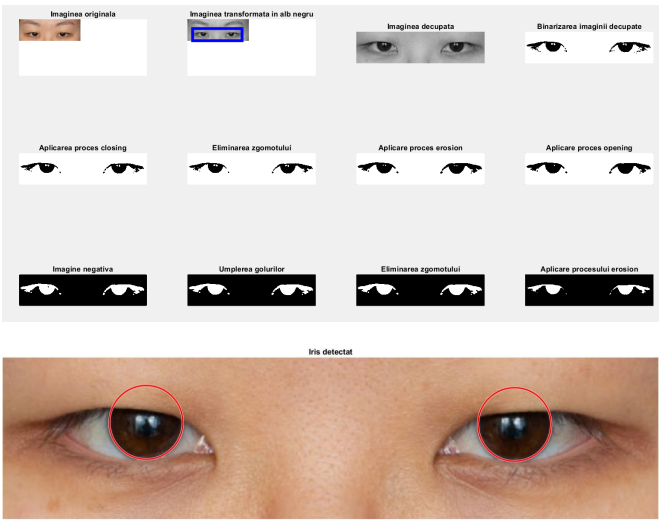 Imaginea originala
Imaginea transformata in alb negru
Imaginea decupata
Binarizarea imaginii decupate
Aplicarea proces closing
Eliminarea zgomotului
Aplicare proces erosion
Aplicare proces opening
Imagine negativa
Umplerea golurilor
Eliminarea zgomotului
Aplicare procesului erosion
Iris detectat